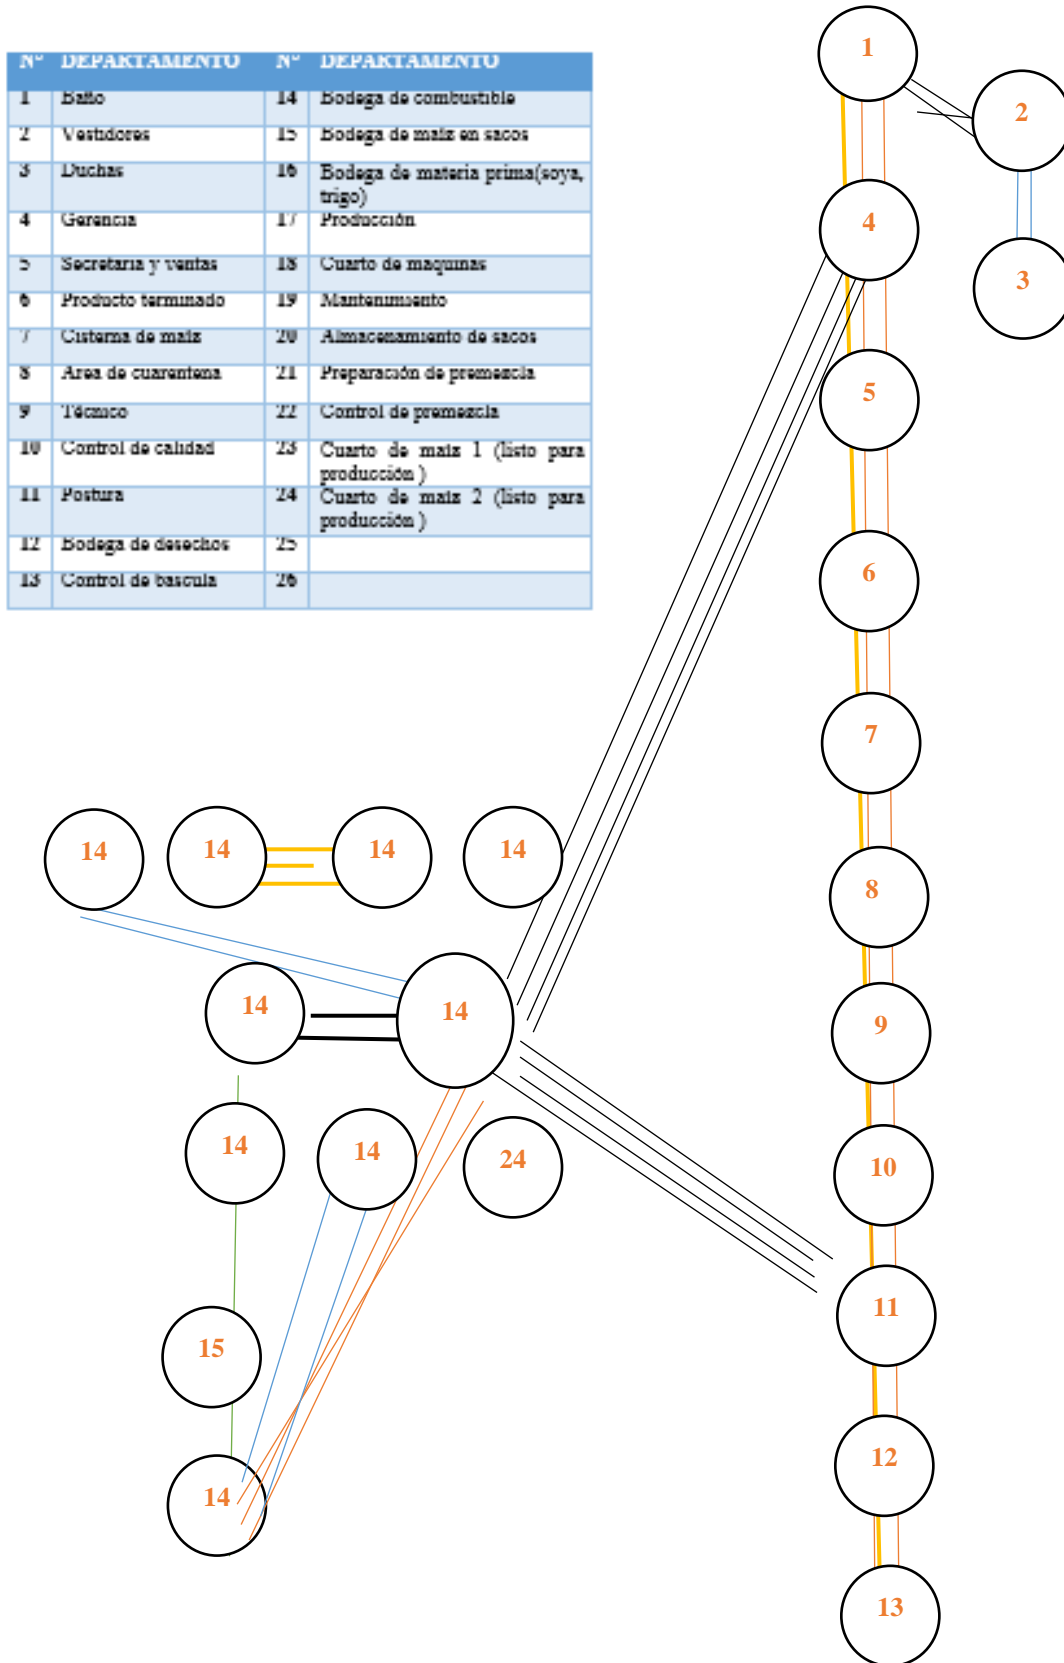 N° DEPARTAMENTO N° DEPARTAMENTO
1 Baño 14 Bodega de combustible
2 Vestidores 15 Bodega de maíz en sacos
3 Duchas 16 Bodega de materia prima(soya,
trigo)
4 Gerencia 17 Producción
5 Secretaria y ventas 18 Cuarto de maquinas
6 Producto terminado 19 Mantenimiento
7 Cisterna de maíz 20 Almacenamiento de sacos
8 Area de cuarentena 21 Preparación de premezcla
9 Técnico 22 Control de premezcla
10 Control de calidad 23 Cuarto de maíz 1 (listo para
producción )
11 Postura 24 Cuarto de maíz 2 (listo para
producción )
12 Bodega de desechos 25
13 Control de bascula 26
1
2
4
3
5
6
7
14 14 14 14
8
14 14
9
14 14 24
10
11
15
12
14
13